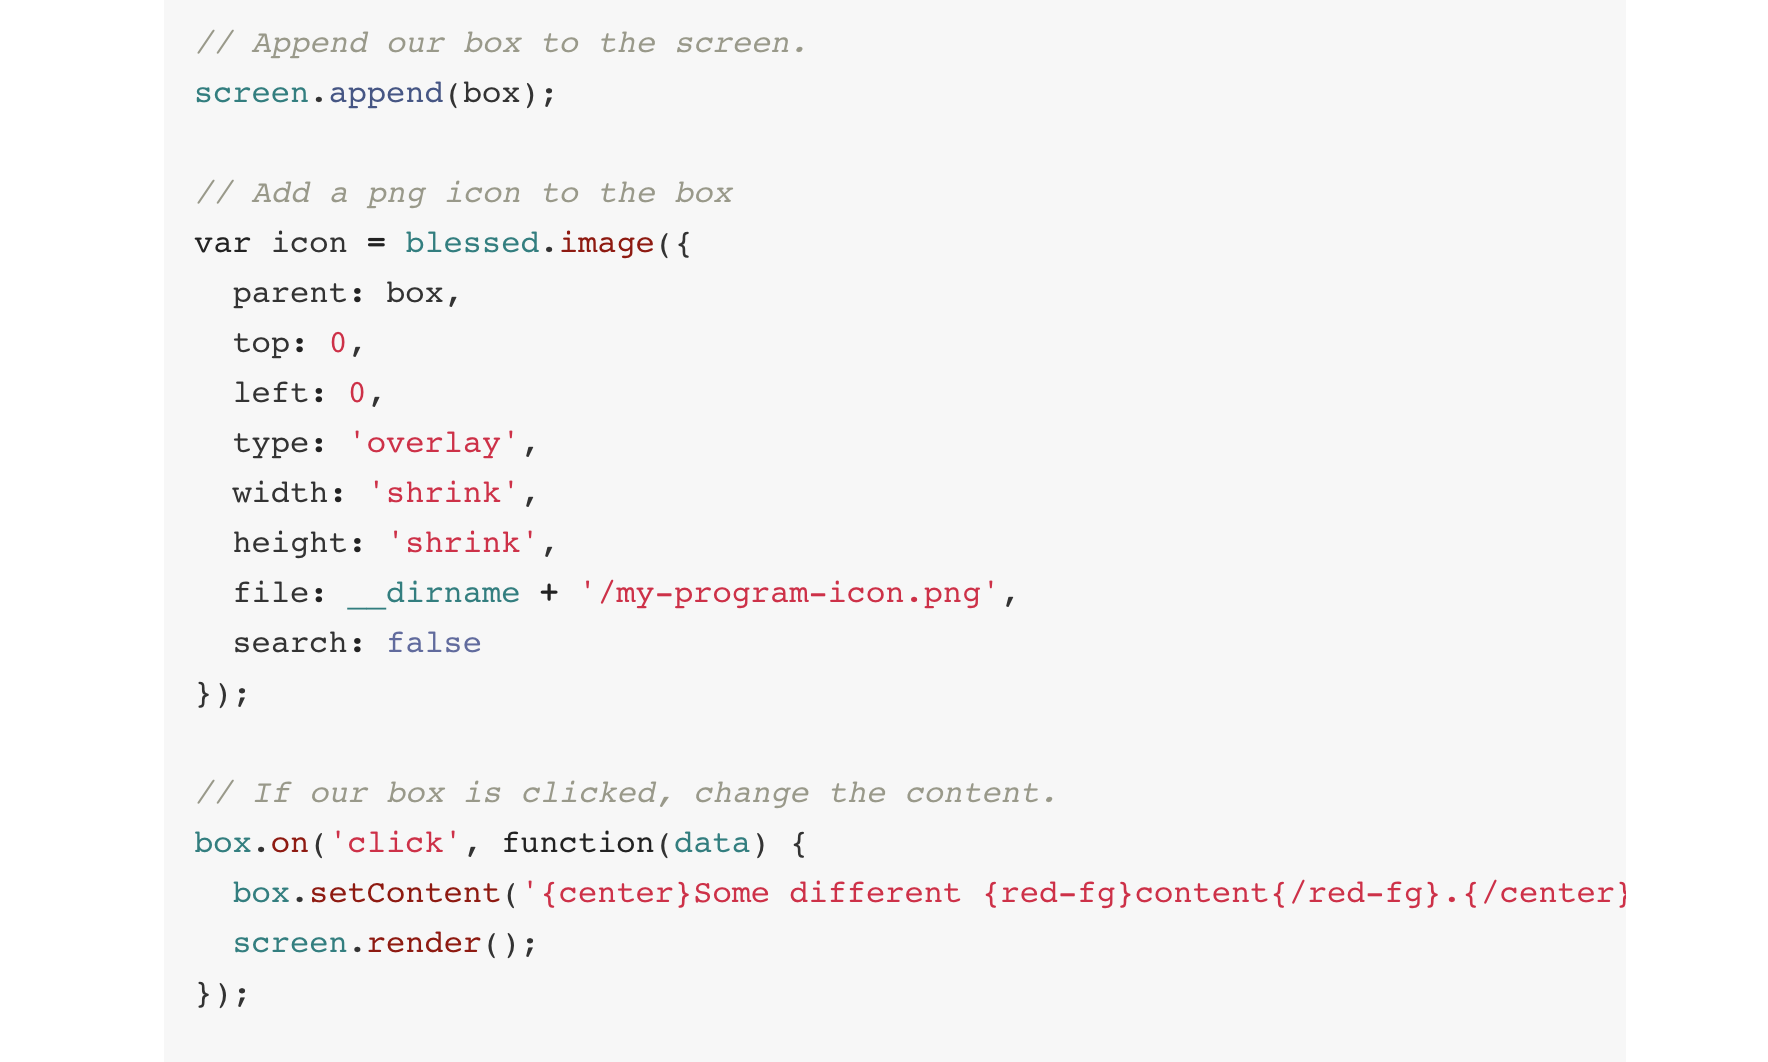 // Append our box to the screen.
screen.append(box);

// Add a png icon to the box
var icon = blessed.image({
  parent: box,
  top: 0,
  left: 0,
  type: 'overlay',
  width: 'shrink',
  height: 'shrink',
  file: __dirname + '/my-program-icon.png',
  search: false
});

// If our box is clicked, change the content.
box.on('click', function(data) {
  box.setContent('{center}Some different {red-fg}content{/red-fg}.{/center}
  screen.render();
});